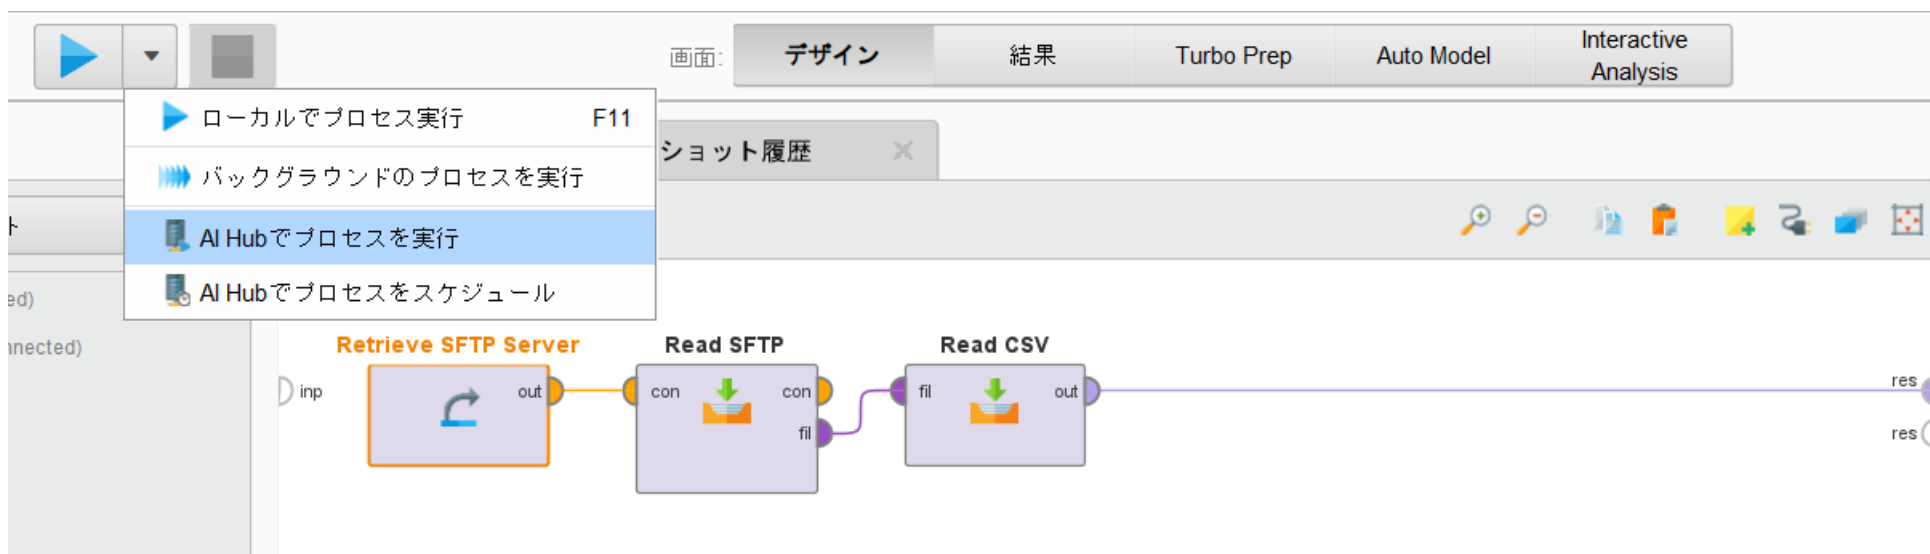 画面:
デザイン
結果
Turbo Prep
Auto Model
Interactive
Analysis
ローカルでプロセス実行 F11
バックグラウンドのプロセスを実行
AI Hubでプロセスを実行
AI Hubでプロセスをスケジュール
ショット履歴
ト
ed)
nnected)
Retrieve SFTP Server
Read SFTP
Read CSV
inp
out
con
con
fil
fil
out
res
res